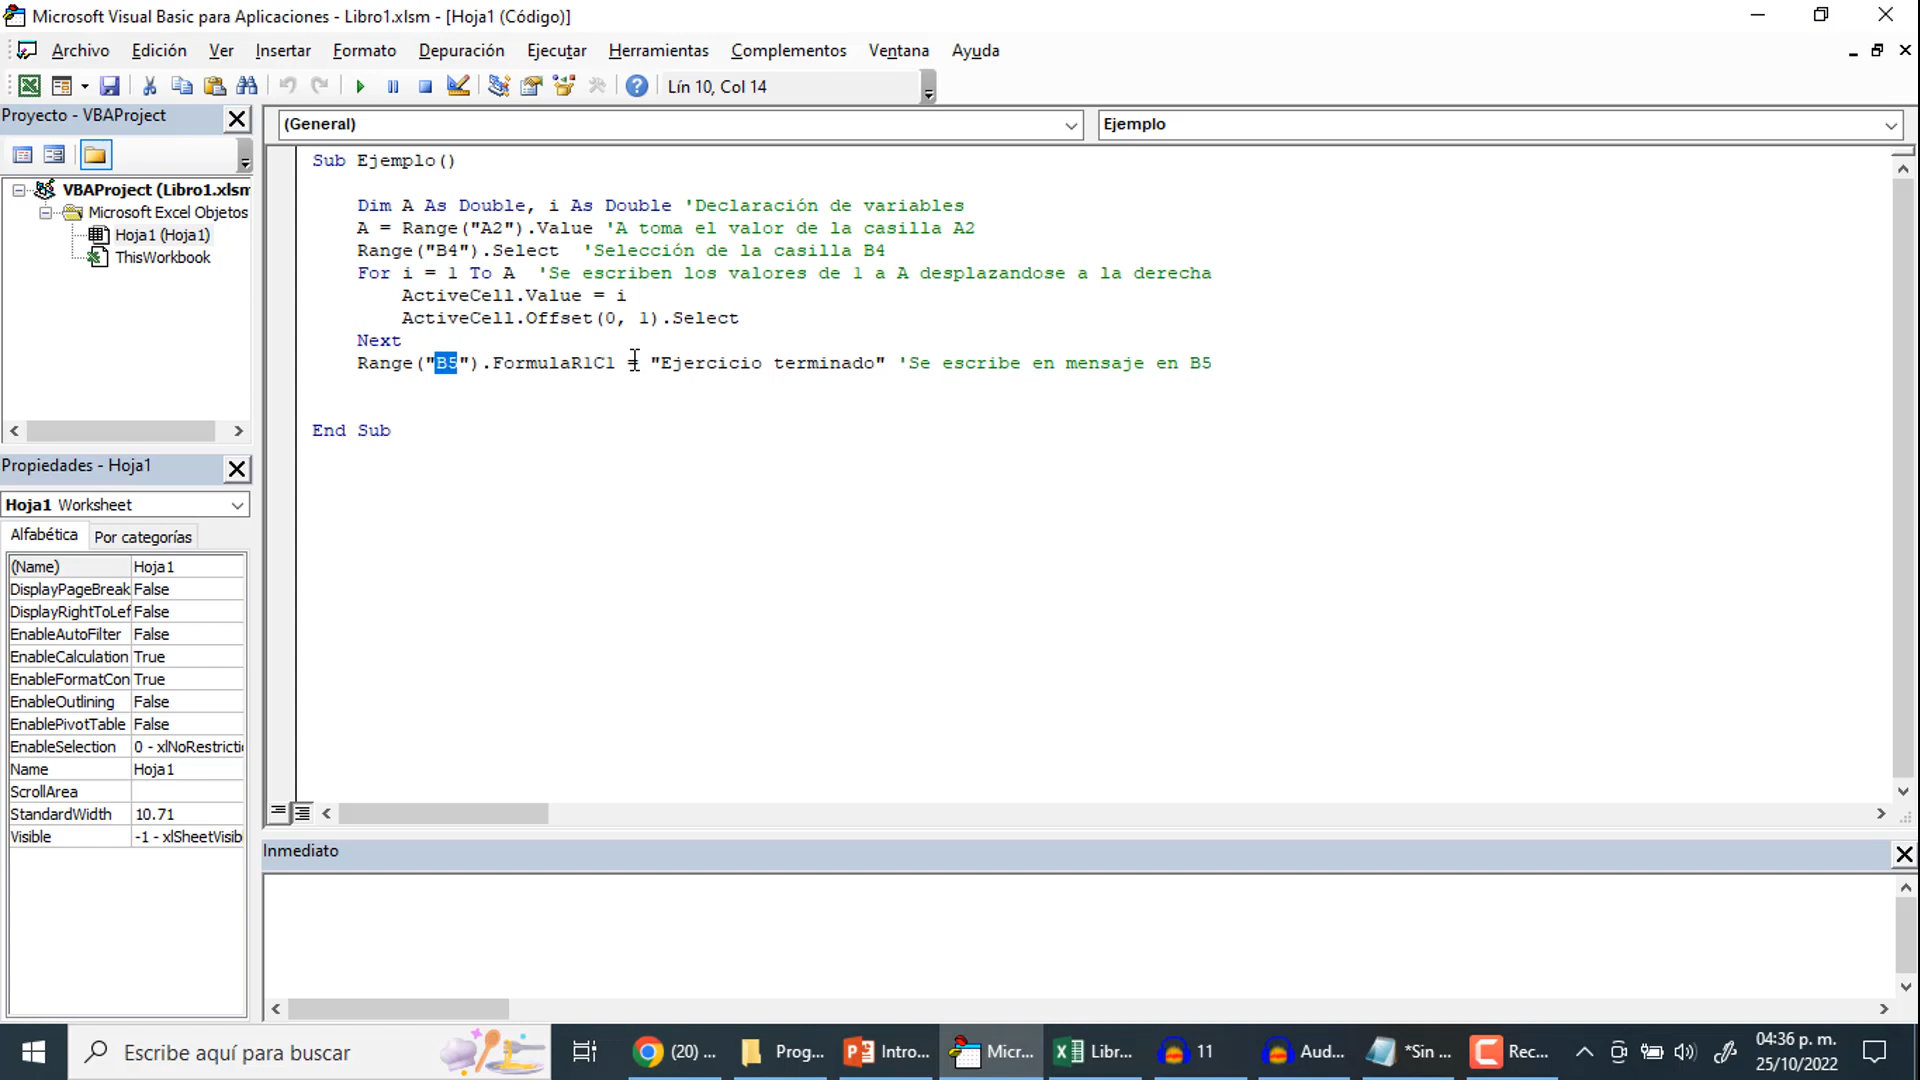 Microsoft Visual Basic para Aplicaciones - Libro1.xlsm - [Hoja1 (Código)]
Archivo Edición Ver Insertar Formato Depuración Ejecutar Herramientas Complementos Ventana Ayuda
Lín 10, Col 14
Proyecto - VBAProject
(General)
Ejemplo
VBAProject (Libro1.xlsm
Microsoft Excel Objetos
Hoja1 (Hoja1)
ThisWorkbook
Sub Ejemplo()
Dim A As Double, i As Double 'Declaración de variables
A = Range("A2").Value 'A toma el valor de la casilla A2
Range("B4").Select 'Selección de la casilla B4
For i = 1 To A 'Se escriben los valores de 1 a A desplazandose a la derecha
ActiveCell.Value = i
ActiveCell.Offset(0, 1).Select
Next
Range("B5").FormulaR1C1 = "Ejercicio terminado" 'Se escribe en mensaje en B5
End Sub
Propiedades - Hoja1
Hoja1 Worksheet
Alfabética Por categorías
(Name) Hoja1
DisplayPageBreak False
DisplayRightToLef False
EnableAutoFilter False
EnableCalculation True
EnableFormatCon True
EnableOutlining False
EnablePivotTable False
EnableSelection 0 - xlNoRestricti
Name Hoja1
ScrollArea
StandardWidth 10.71
Visible -1 - xlSheetVisibl
Inmediato
Escribe aquí para buscar
(20) ...
Prog...
Intro...
Micr...
Libr...
11
Aud...
*Sin ...
Rec...
04:36 p. m.
25/10/2022